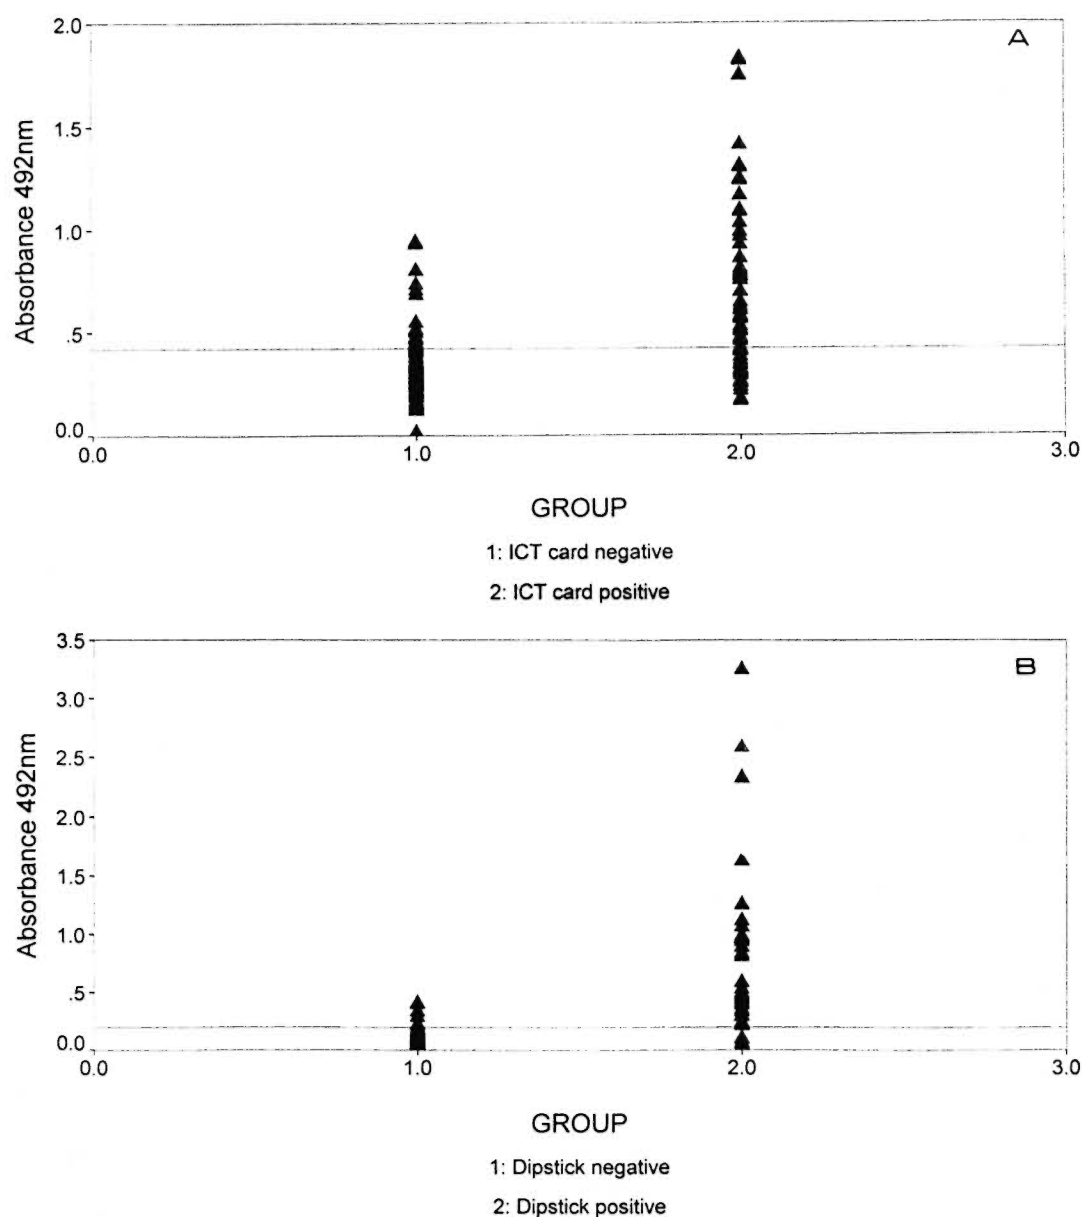 A
2.0
1.5
1.0
.5
0.0
Absorbance 492nm
0.0 1.0 2.0 3.0
GROUP
1: ICT card negative
2: ICT card positive
B
3.5
3.0
2.5
2.0
1.5
1.0
.5
0.0
Absorbance 492nm
0.0 1.0 2.0 3.0
GROUP
1: Dipstick negative
2: Dipstick positive